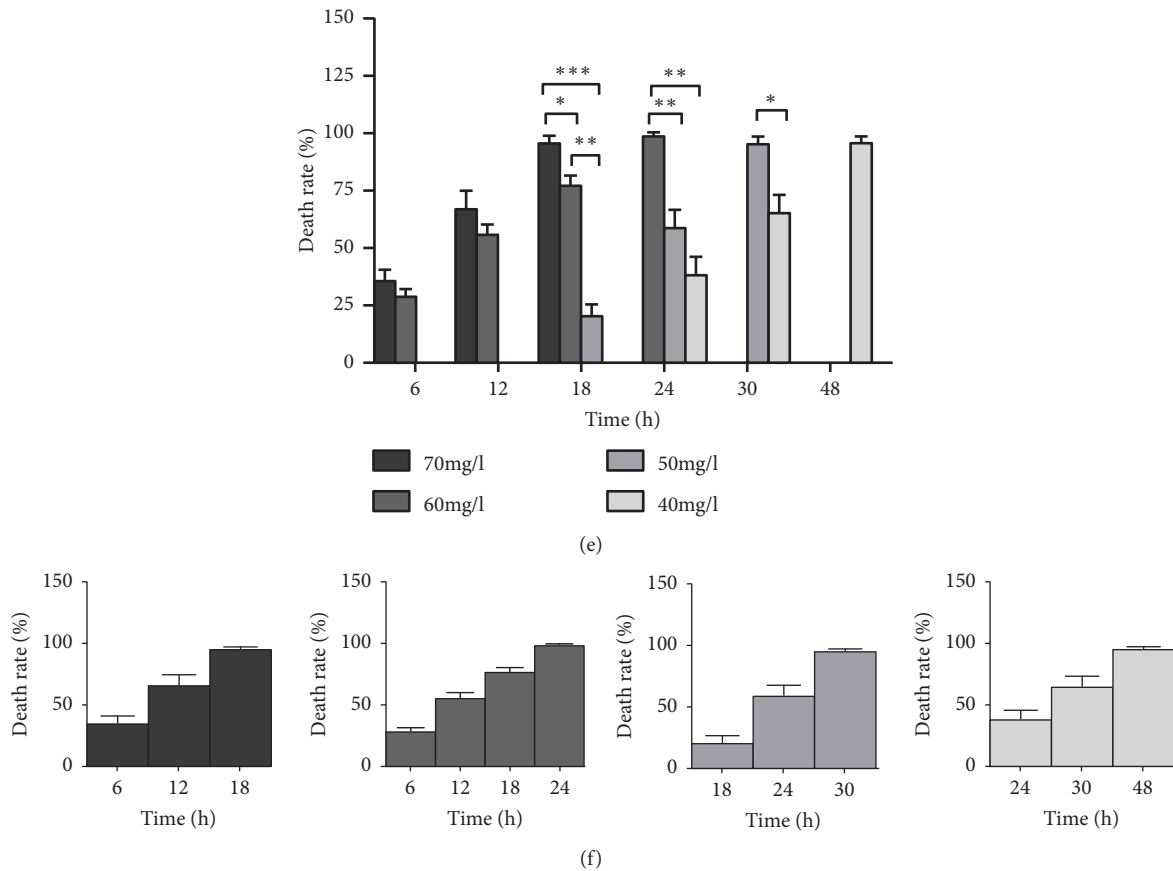 150
125
100
75
50
25
0
Death rate (%)
***
*
**
**
**
*
6 12 18 24 30 48
Time (h)
70mg/l 50mg/l
60mg/l 40mg/l
(e)
150
100
50
0
Death rate (%)
6 12 18
Time (h)
150
100
50
0
Death rate (%)
6 12 18 24
Time (h)
150
100
50
0
Death rate (%)
18 24 30
Time (h)
150
100
50
0
Death rate (%)
24 30 48
Time (h)
(f)